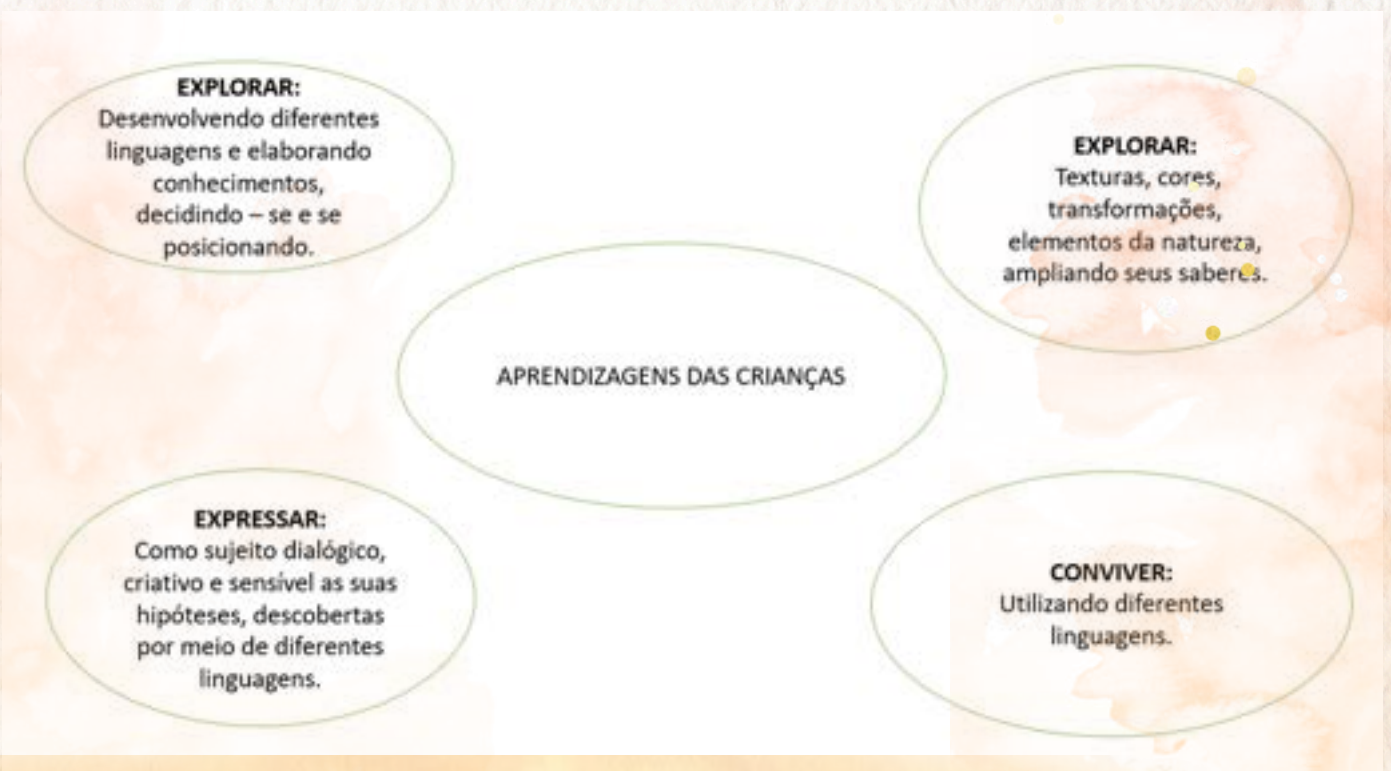 EXPLORAR:
Desenvolvendo diferentes
linguagens e elaborando
conhecimentos,
decidindo – se e se
posicionando.
EXPLORAR:
Texturas, cores,
transformações,
elementos da natureza,
ampliando seus saberes.
APRENDIZAGENS DAS CRIANÇAS
EXPRESSAR:
Como sujeito dialógico,
criativo e sensível as suas
hipóteses, descobertas
por meio de diferentes
linguagens.
CONVIVER:
Utilizando diferentes
linguagens.